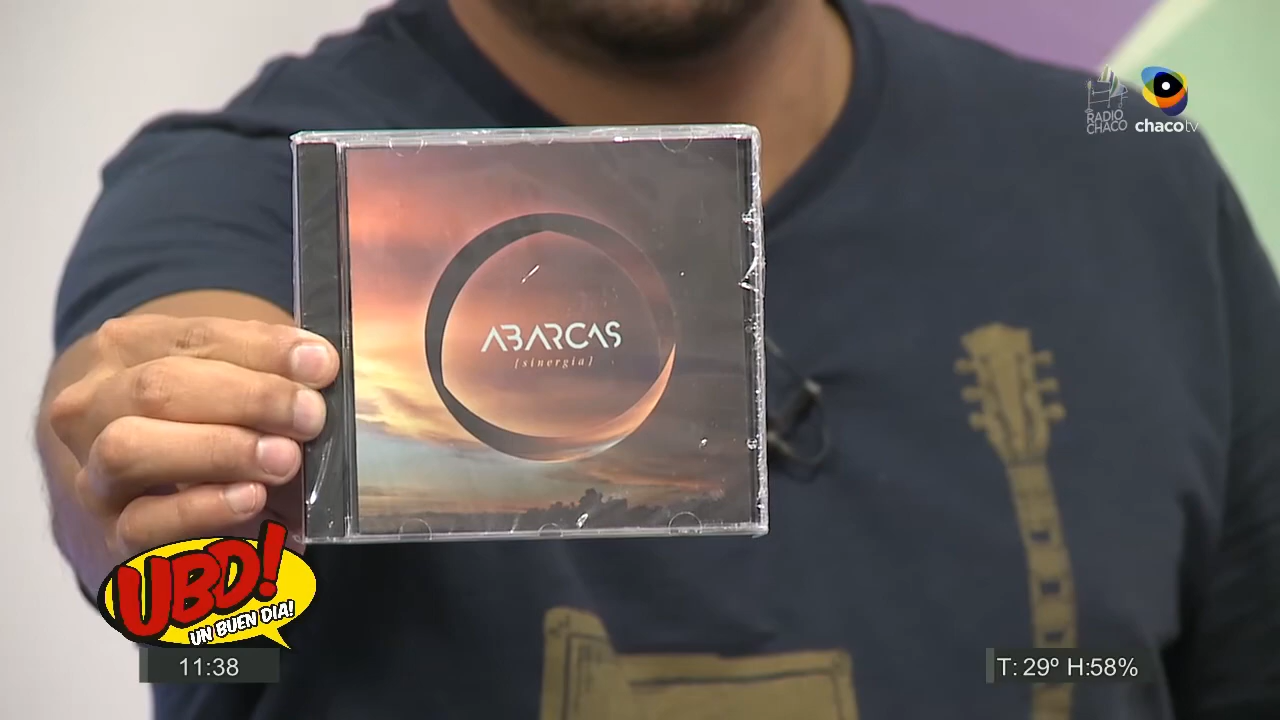 RADIO
CHACO
chacotv
ABARCAS
[sinergia]
UBD!
UN BUEN DIA!
11:38
T: 29º H:58%